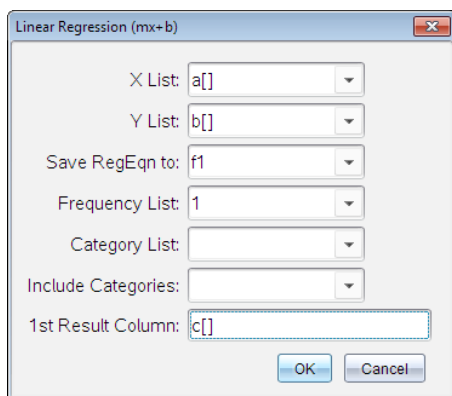 Linear Regression (mx+b)
X List: a[]
Y List: b[]
Save RegEqn to: f1
Frequency List: 1
Category List:
Include Categories:
1st Result Column: c[]
OK Cancel